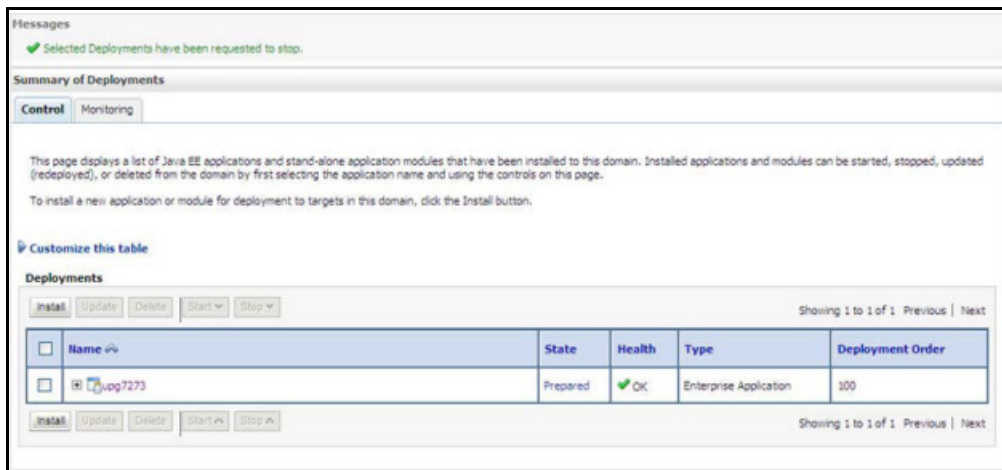 Messages
Selected Deployments have been requested to stop.
Summary of Deployments
Control Monitoring
This page displays a list of Java EE applications and stand-alone application modules that have been installed to this domain. Installed applications and modules can be started, stopped, updated
(redeployed), or deleted from the domain by first selecting the application name and using the controls on this page.
To install a new application or module for deployment to targets in this domain, click the Install button.
Customize this table
Deployments
Install Update Delete Start Stop Showing 1 to 1 of 1 Previous | Next
Name State Health Type Deployment Order
upg7273 Prepared OK Enterprise Application 100
Install Update Delete Start Stop Showing 1 to 1 of 1 Previous | Next